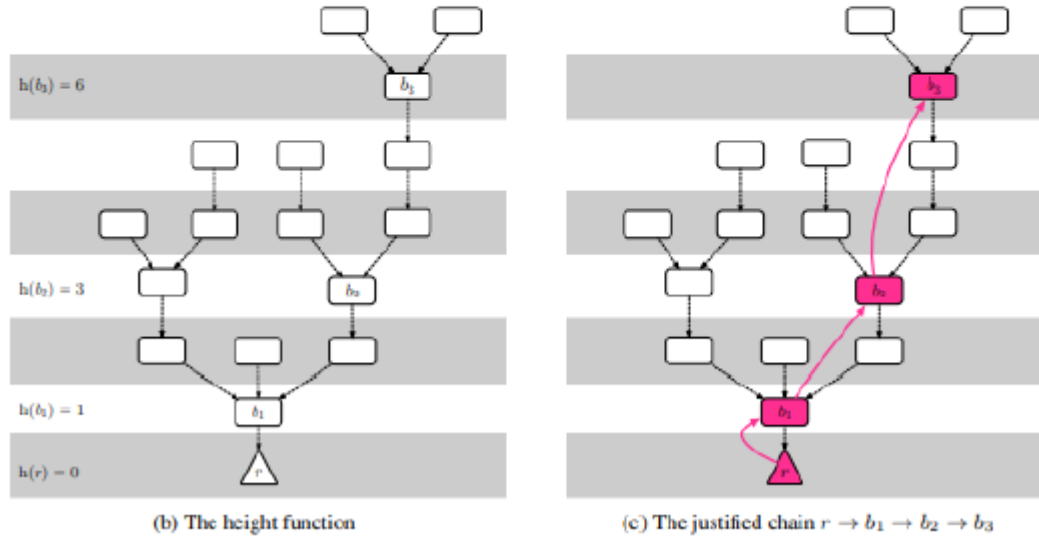 h(b₃) = 6
b₃
b₃
h(b₂) = 3
b₂
b₂
h(b₁) = 1
b₁
b₁
h(r) = 0
r
r
(b) The height function
(c) The justified chain r → b₁ → b₂ → b₃